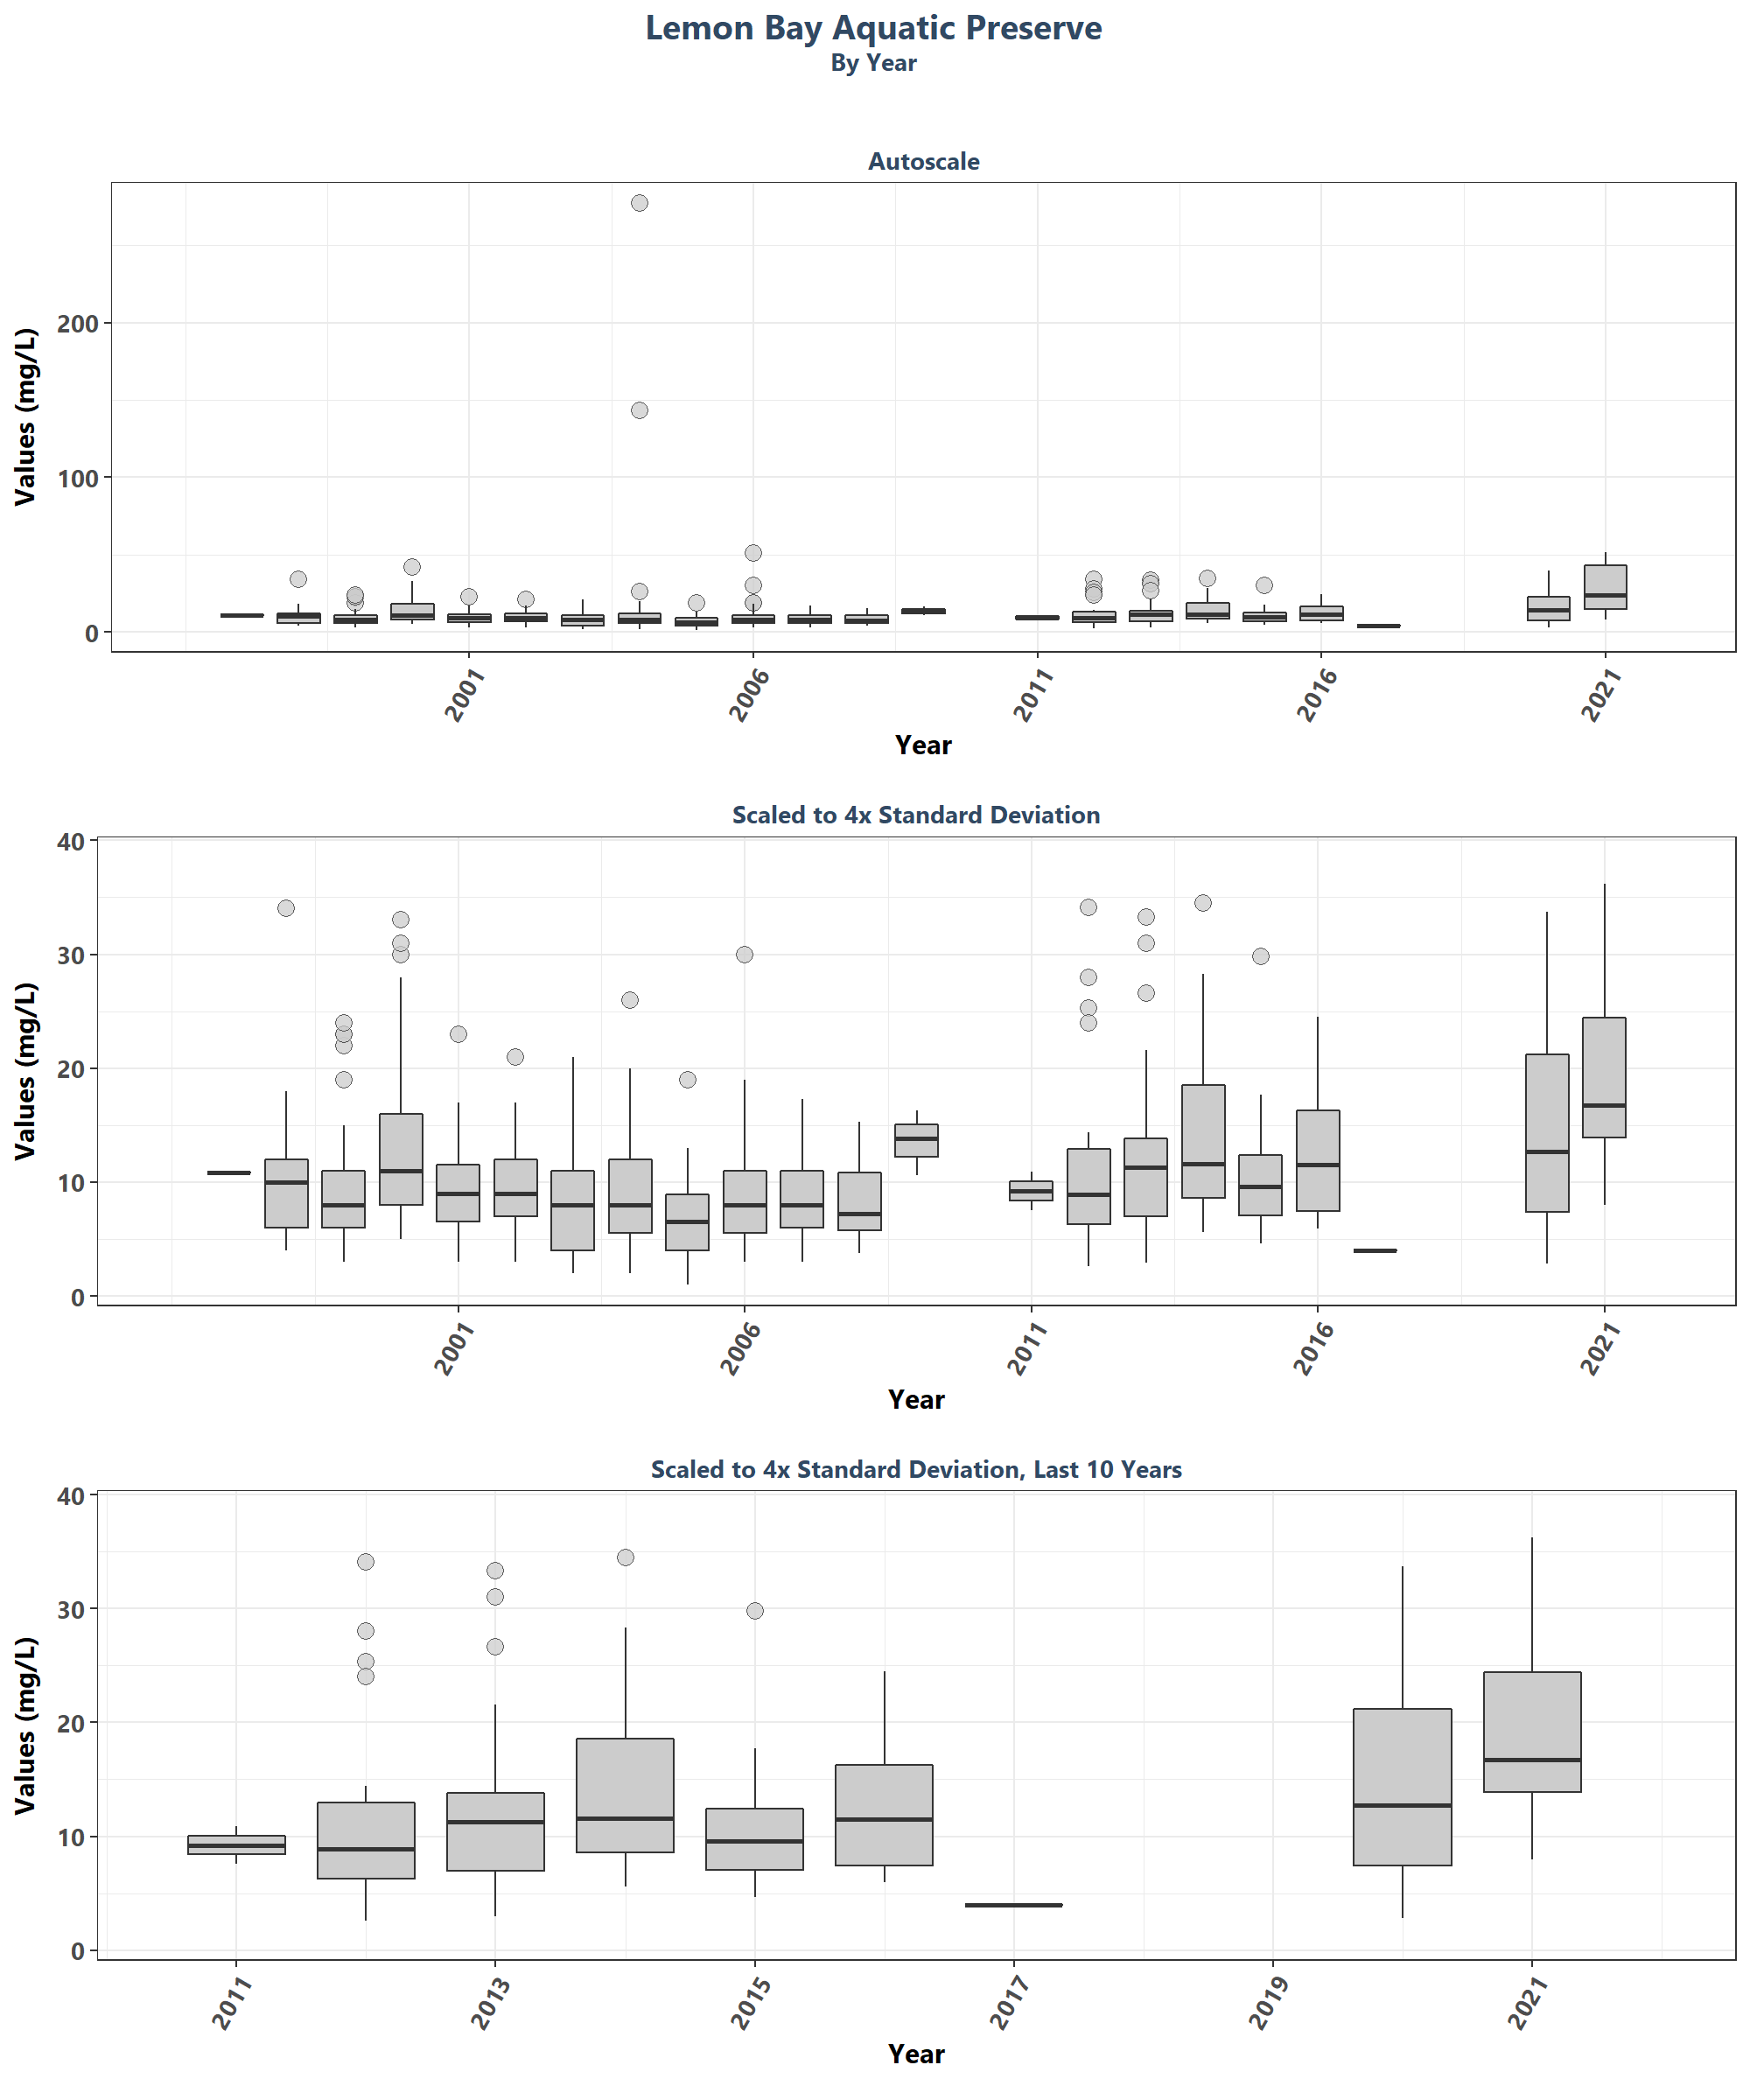 Lemon Bay Aquatic Preserve
By Year
Autoscale
Values (mg/L)
200
100
0
2001
2006
2011
2016
2021
Year
Scaled to 4x Standard Deviation
Values (mg/L)
40
30
20
10
0
2001
2006
2011
2016
2021
Year
Scaled to 4x Standard Deviation, Last 10 Years
Values (mg/L)
40
30
20
10
0
2011
2013
2015
2017
2019
2021
Year